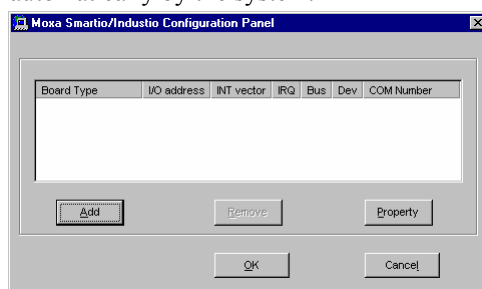 automatically by the system.
Moxa Smartio/Industio Configuration Panel
Board Type I/O address INT vector IRQ Bus Dev COM Number
Add Remove Property
OK Cancel